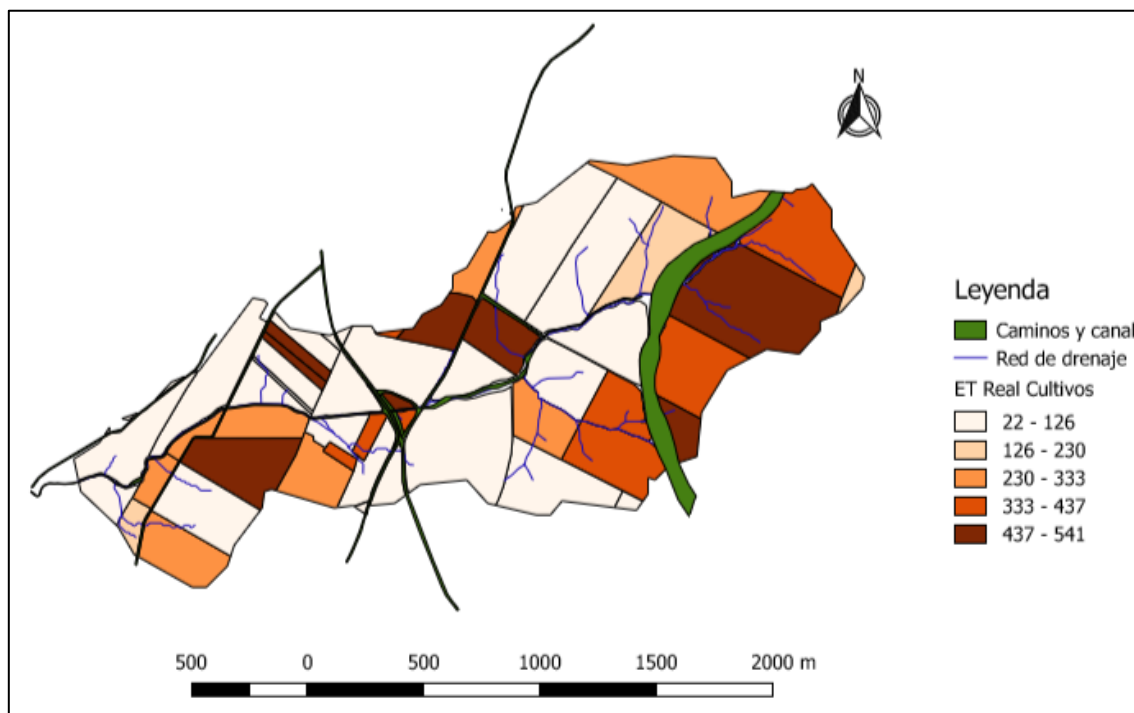 N
Leyenda
Caminos y canal
Red de drenaje
ET Real Cultivos
22 - 126
126 - 230
230 - 333
333 - 437
437 - 541
500 0 500 1000 1500 2000 m